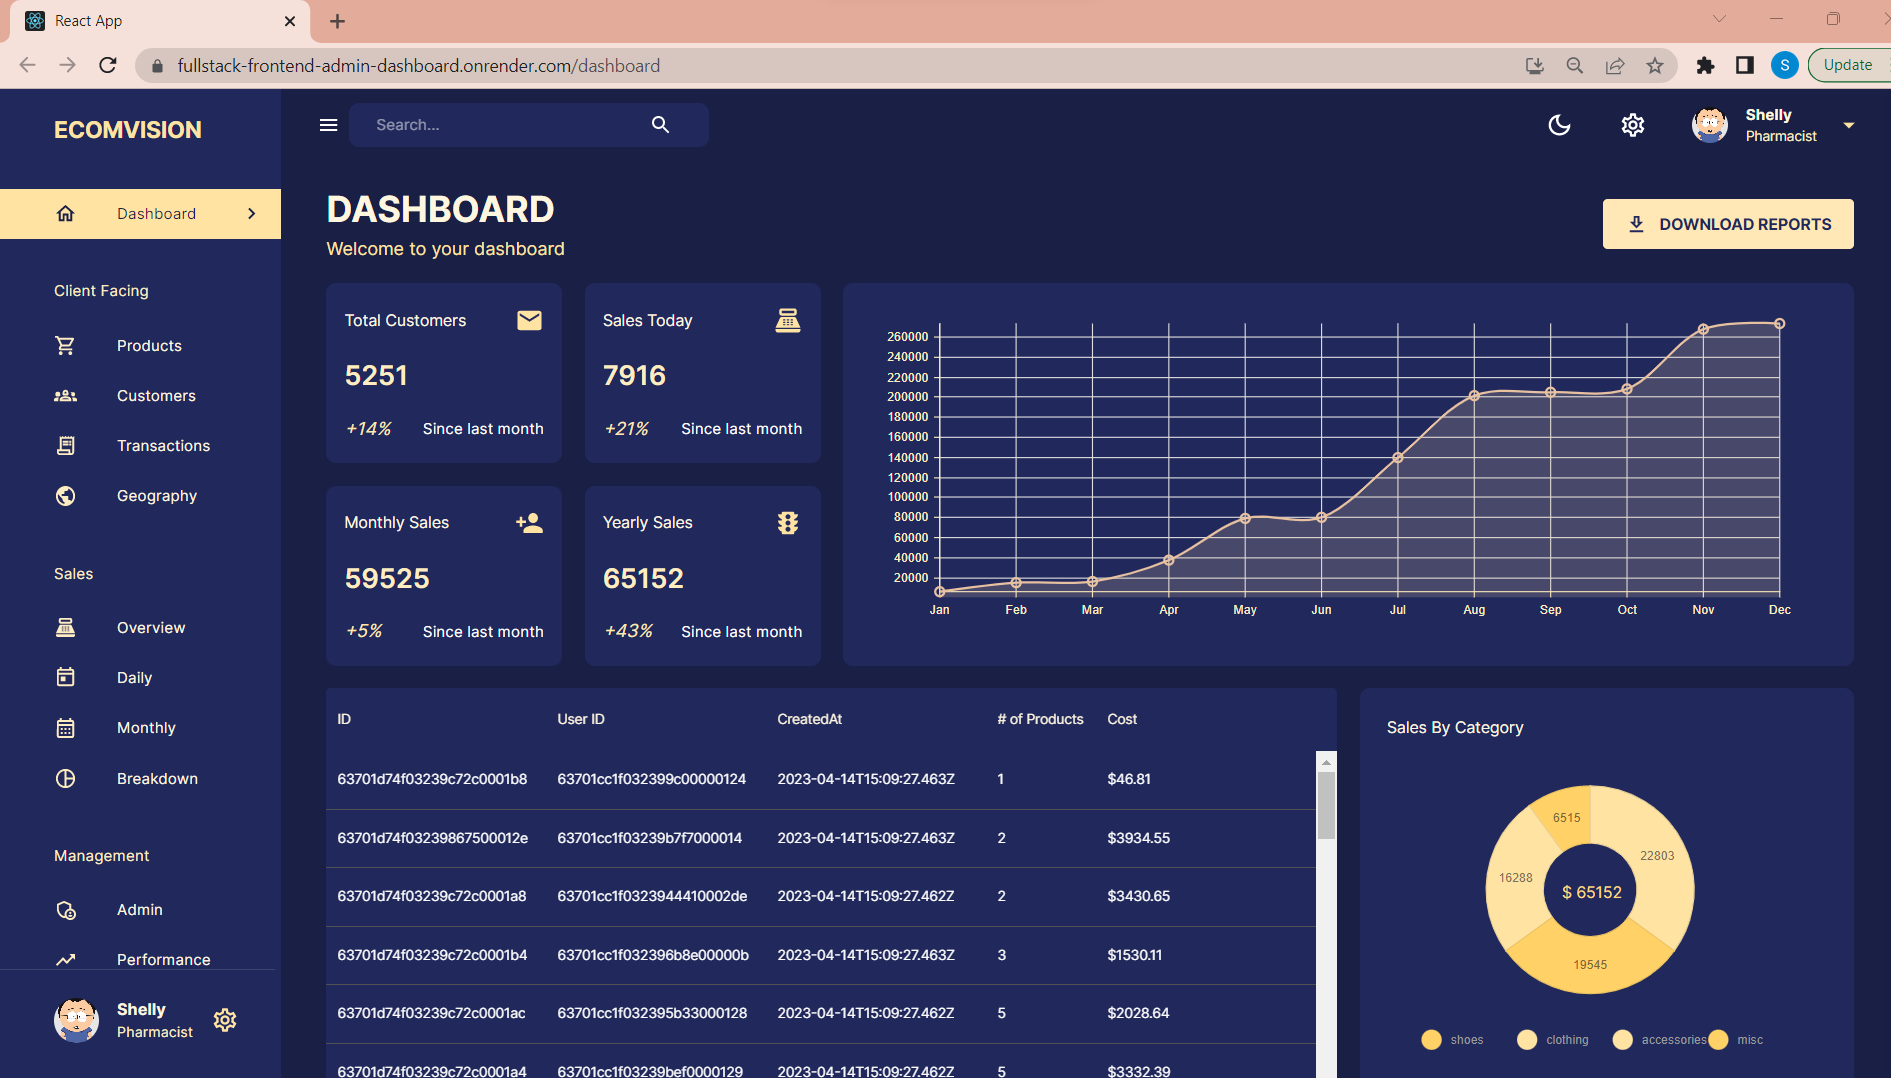 React App
fullstack-frontend-admin-dashboard.onrender.com/dashboard
S
Update
ECOMVISION
Search...
Shelly
Pharmacist
Dashboard
Client Facing
Products
Customers
Transactions
Geography
Sales
Overview
Daily
Monthly
Breakdown
Management
Admin
Performance
Shelly
Pharmacist
DASHBOARD
Welcome to your dashboard
DOWNLOAD REPORTS
Total Customers
5251
+14% Since last month
Sales Today
7916
+21% Since last month
Monthly Sales
59525
+5% Since last month
Yearly Sales
65152
+43% Since last month
260000
240000
220000
200000
180000
160000
140000
120000
100000
80000
60000
40000
20000
Jan Feb Mar Apr May Jun Jul Aug Sep Oct Nov Dec
ID User ID CreatedAt # of Products Cost
63701d74f03239c72c0001b8 63701cc1f032399c00000124 2023-04-14T15:09:27.463Z 1 $46.81
63701d74f03239867500012e 63701cc1f03239b7f7000014 2023-04-14T15:09:27.463Z 2 $3934.55
63701d74f03239c72c0001a8 63701cc1f0323944410002de 2023-04-14T15:09:27.462Z 2 $3430.65
63701d74f03239c72c0001b4 63701cc1f032396b8e00000b 2023-04-14T15:09:27.463Z 3 $1530.11
63701d74f03239c72c0001ac 63701cc1f032395b33000128 2023-04-14T15:09:27.462Z 5 $2028.64
63701d74f03239c72c0001a4 63701cc1f03239bef0000129 2023-04-14T15:09:27.462Z 5 $3332.39
Sales By Category
6515
22803
16288
$ 65152
19545
shoes clothing accessories misc